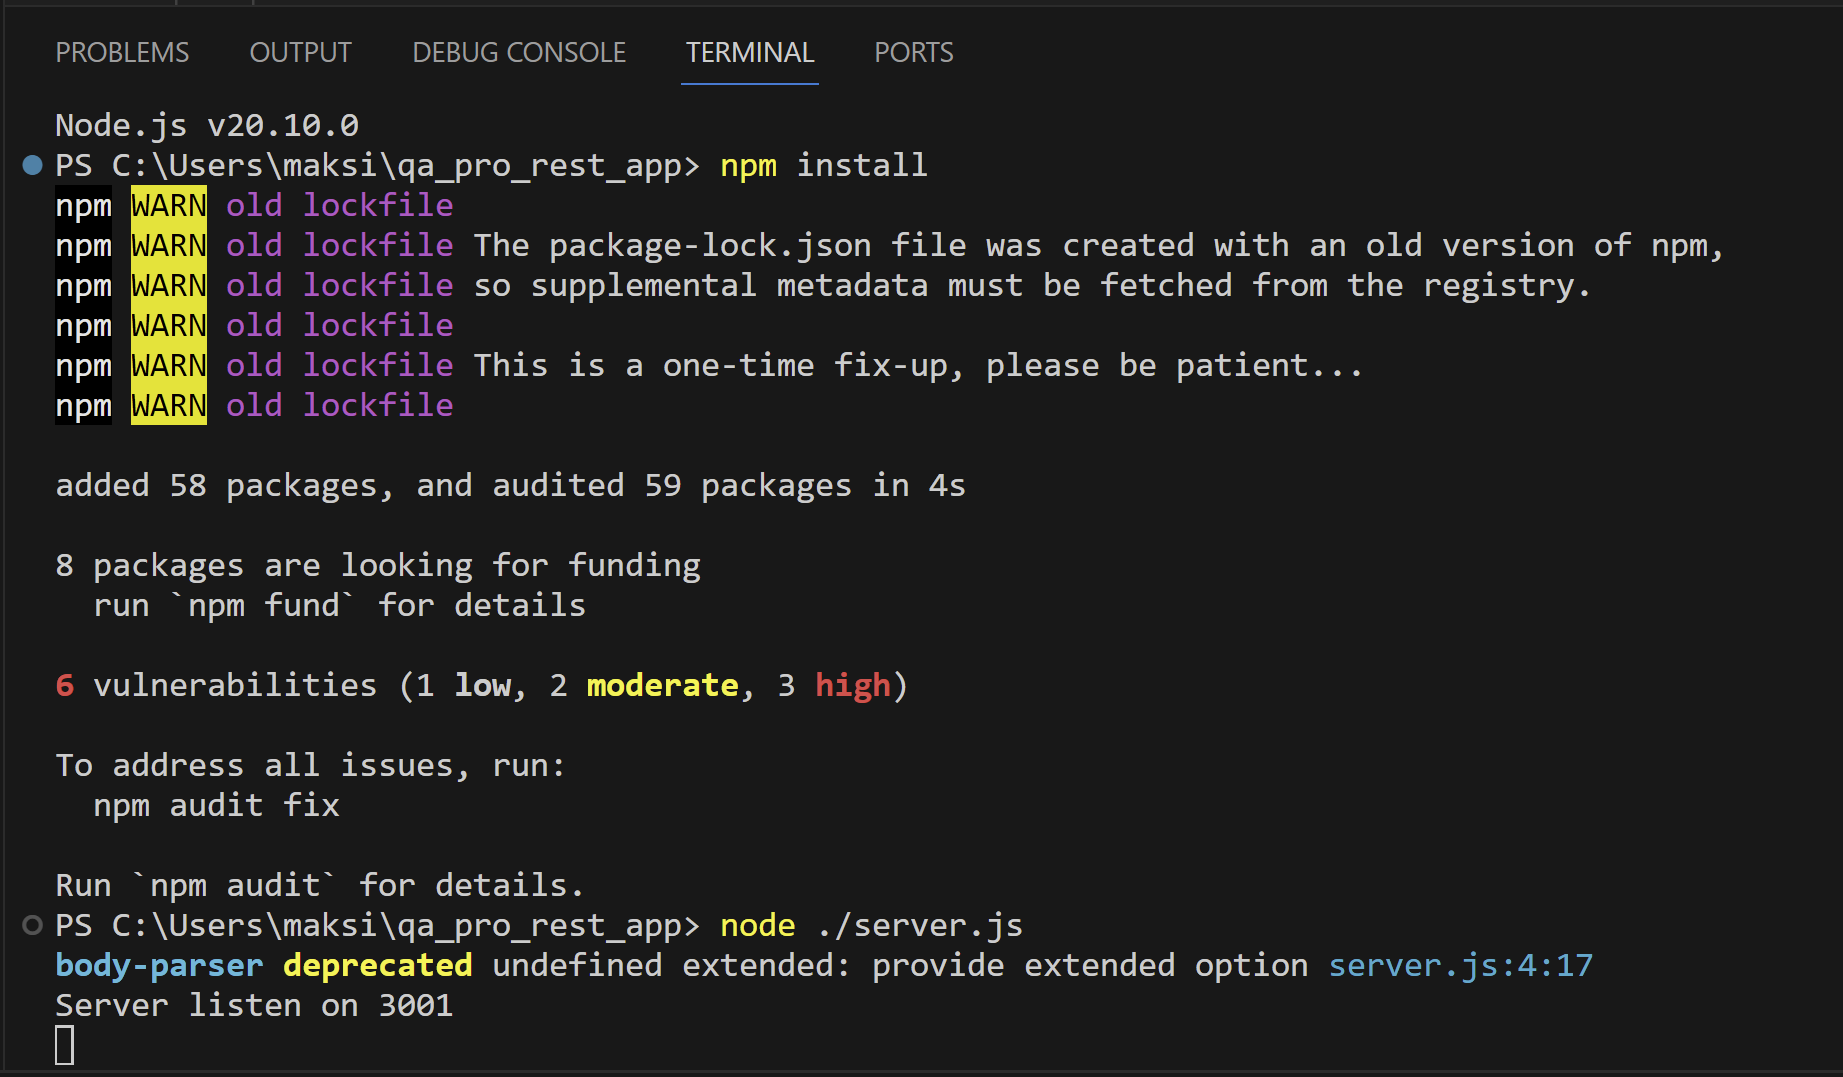 PROBLEMS OUTPUT DEBUG CONSOLE TERMINAL PORTS
Node.js v20.10.0
PS C:\Users\maksi\qa_pro_rest_app> npm install
npm WARN old lockfile
npm WARN old lockfile The package-lock.json file was created with an old version of npm,
npm WARN old lockfile so supplemental metadata must be fetched from the registry.
npm WARN old lockfile
npm WARN old lockfile This is a one-time fix-up, please be patient...
npm WARN old lockfile
added 58 packages, and audited 59 packages in 4s
8 packages are looking for funding
  run `npm fund` for details
6 vulnerabilities (1 low, 2 moderate, 3 high)
To address all issues, run:
  npm audit fix
Run `npm audit` for details.
PS C:\Users\maksi\qa_pro_rest_app> node ./server.js
body-parser deprecated undefined extended: provide extended option server.js:4:17
Server listen on 3001